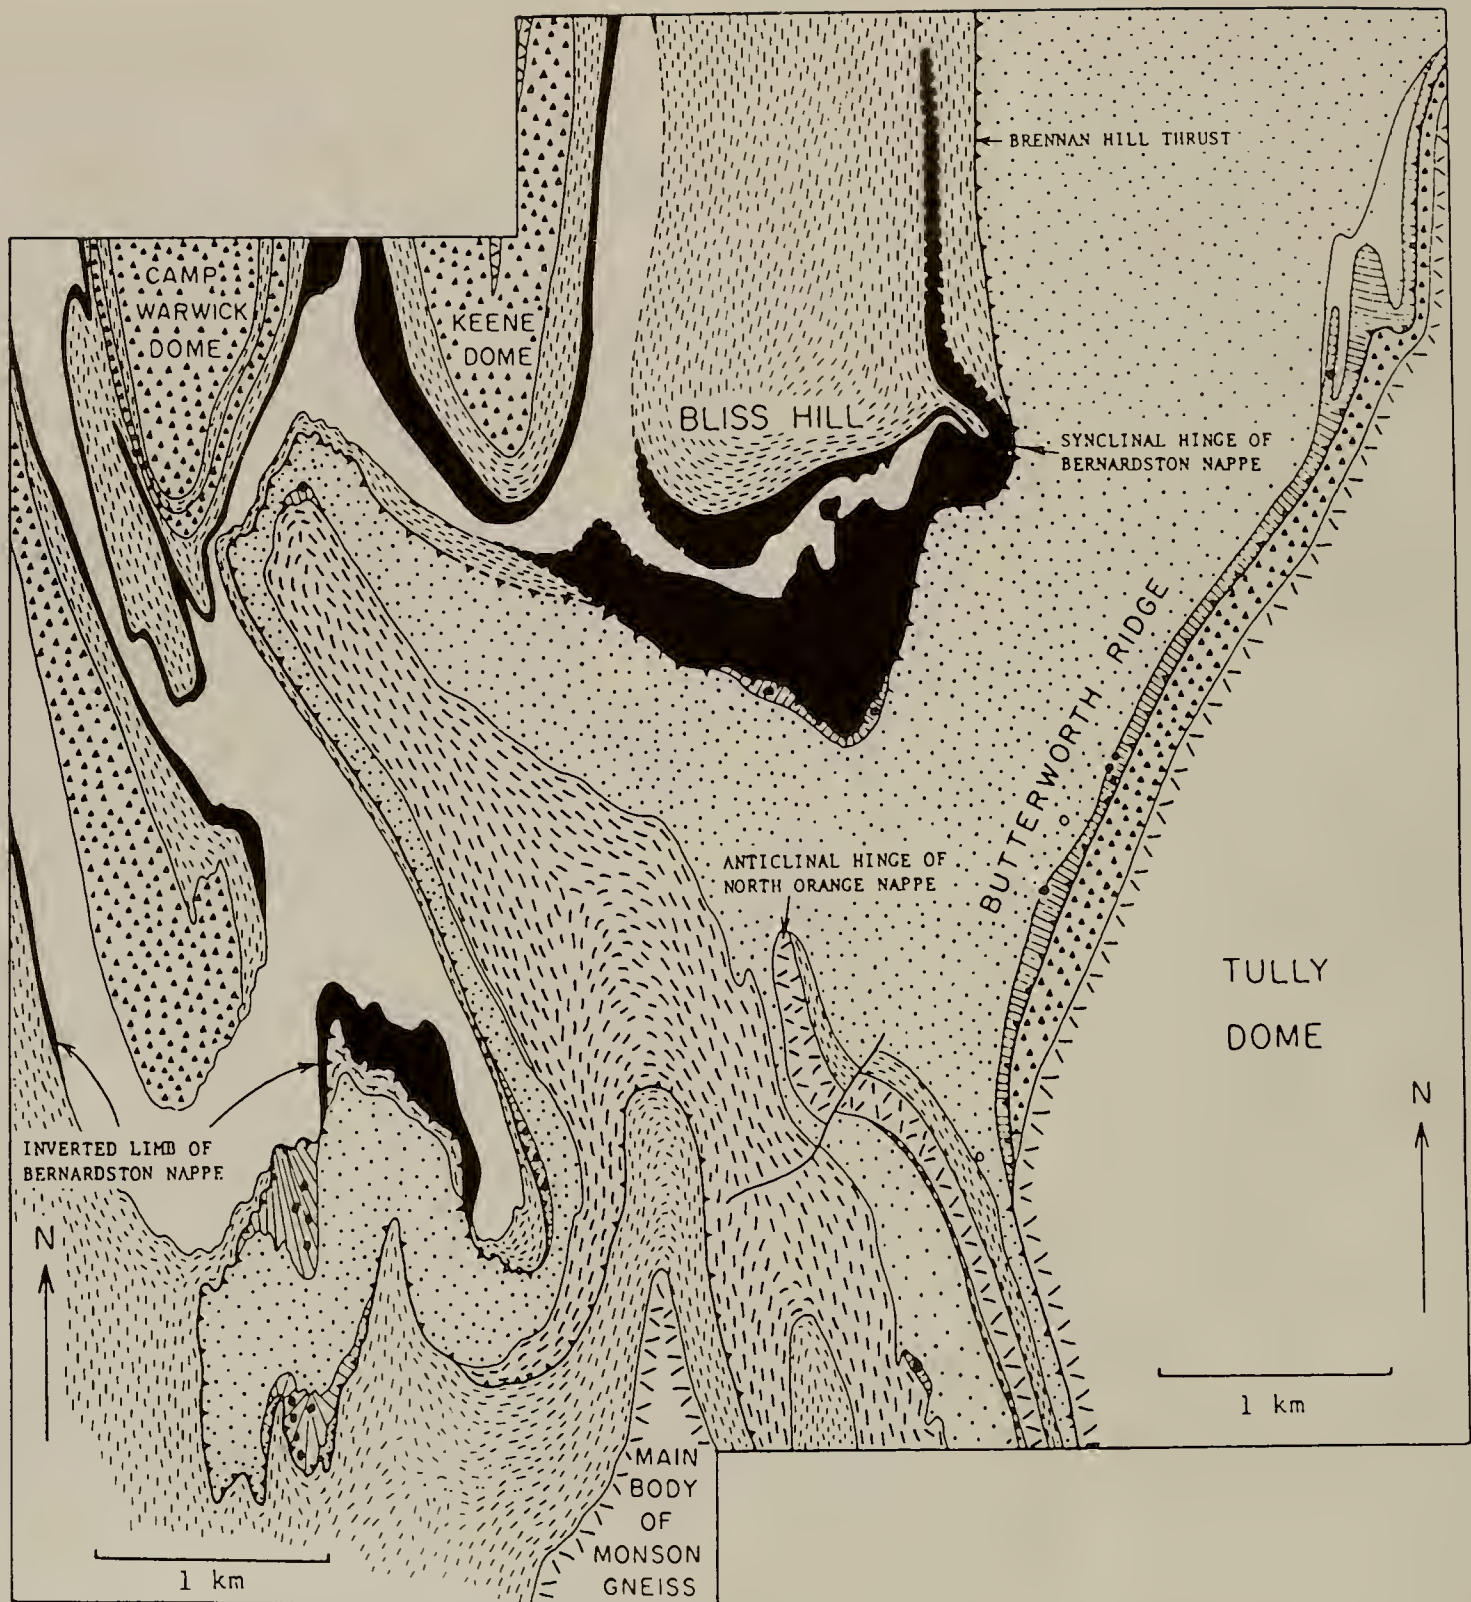 BRENNAN HILL THRUST
CAMP
WARWICK
DOME
KEENE
DOME
BLISS HILL
SYNCLINAL HINGE OF
BERNARDSTON NAPPE
BUTTERWORTH RIDGE
ANTICLINAL HINGE OF
NORTH ORANGE NAPPE
TULLY
DOME
N
INVERTED LIMB OF
BERNARDSTON NAPPE
N
1 km
MAIN
BODY
OF
MONSON
GNEISS
1 km